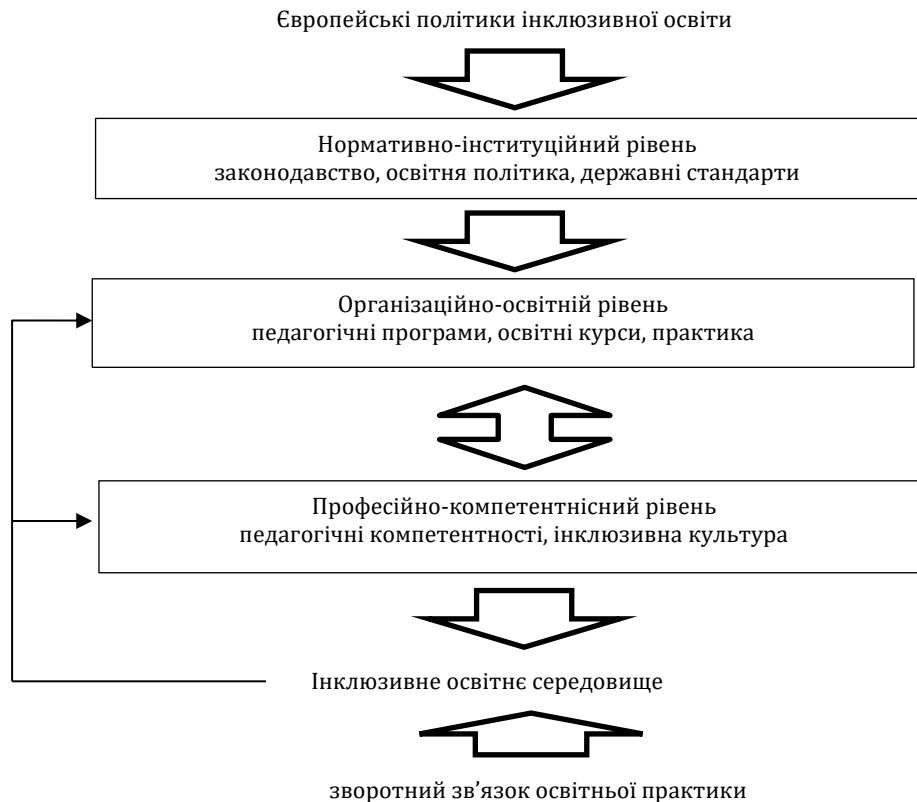 Європейські політики інклюзивної освіти
Нормативно-інституційний рівень
законодавство, освітня політика, державні стандарти
Організаційно-освітній рівень
педагогічні програми, освітні курси, практика
Професійно-компетентнісний рівень
педагогічні компетентності, інклюзивна культура
Інклюзивне освітнє середовище
зворотний зв'язок освітньої практики